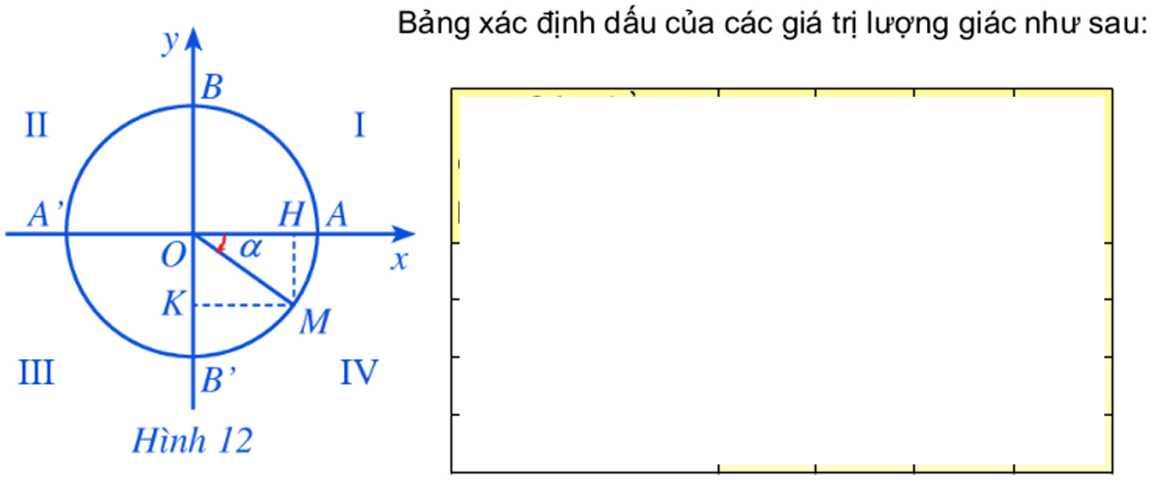 Bảng xác định dấu của các giá trị lượng giác như sau:
y
B
II
I
A’
H
A
O
α
x
K
M
III
IV
B’
Hình 12